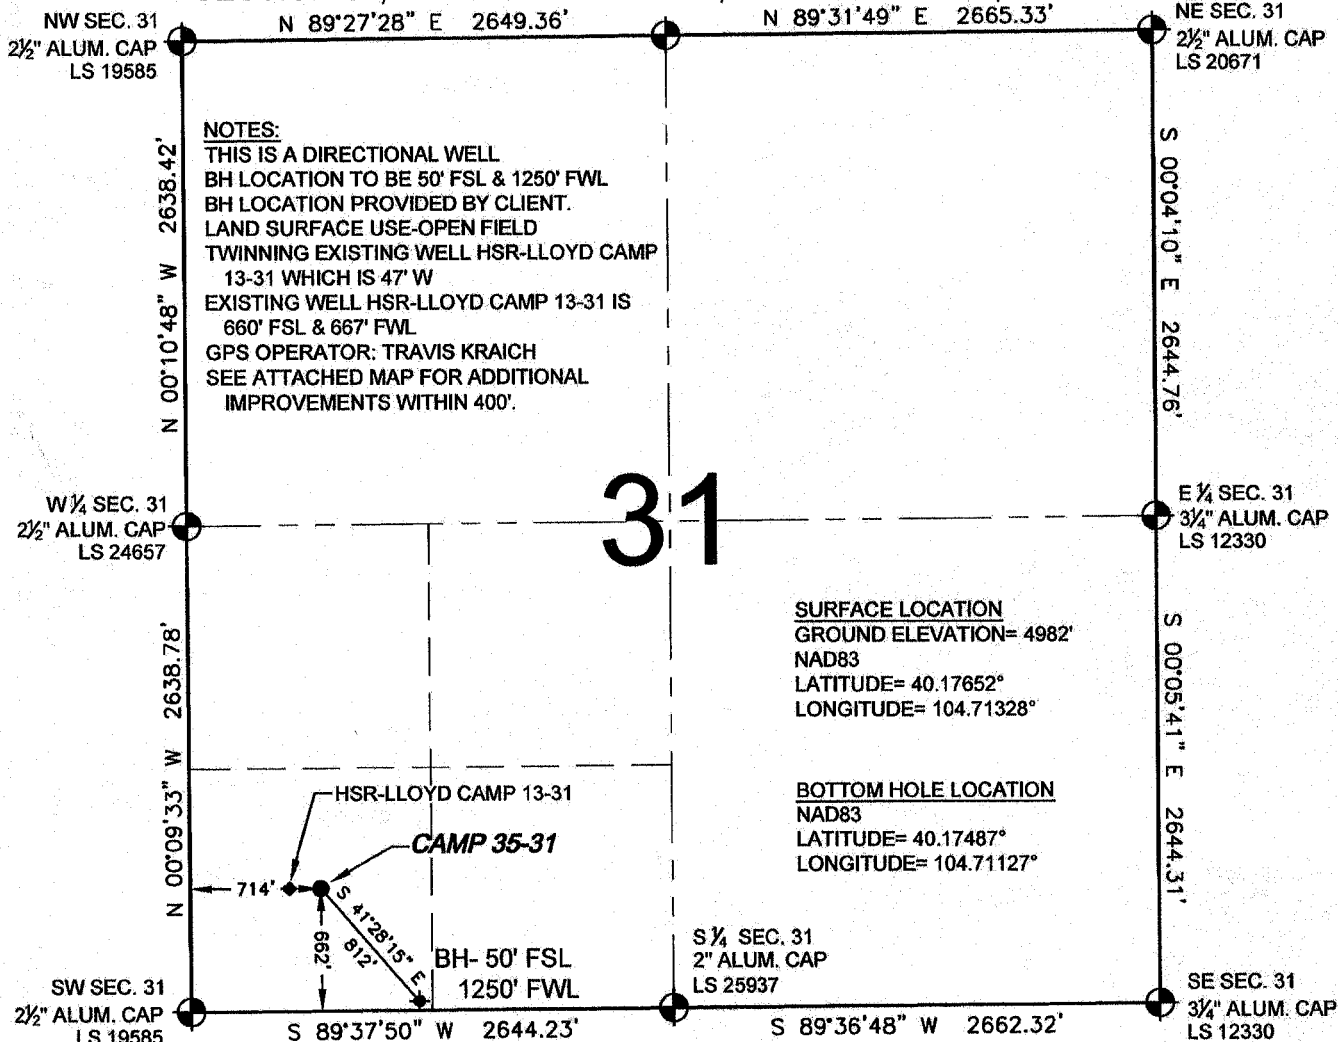 NW SEC. 31
2½" ALUM. CAP
LS 19585
N 89°27'28" E 2649.36'
N 89°31'49" E 2665.33'
NE SEC. 31
2½" ALUM. CAP
LS 20671
NOTES:
THIS IS A DIRECTIONAL WELL
BH LOCATION TO BE 50' FSL & 1250' FWL
BH LOCATION PROVIDED BY CLIENT.
LAND SURFACE USE-OPEN FIELD
TWINNING EXISTING WELL HSR-LLOYD CAMP
13-31 WHICH IS 47' W
EXISTING WELL HSR-LLOYD CAMP 13-31 IS
660' FSL & 667' FWL
GPS OPERATOR: TRAVIS KRAICH
SEE ATTACHED MAP FOR ADDITIONAL
IMPROVEMENTS WITHIN 400'.
N 00°10'48" W 2638.42'
S 00°04'10" E 2644.76'
31
W ¼ SEC. 31
2½" ALUM. CAP
LS 24657
E ¼ SEC. 31
3¼" ALUM. CAP
LS 12330
SURFACE LOCATION
GROUND ELEVATION= 4982'
NAD83
LATITUDE= 40.17652°
LONGITUDE= 104.71328°
BOTTOM HOLE LOCATION
NAD83
LATITUDE= 40.17487°
LONGITUDE= 104.71127°
N 00°09'33" W 2638.78'
S 00°05'41" E 2644.31'
HSR-LLOYD CAMP 13-31
CAMP 35-31
714'
662'
S 41°28'15" E
812'
BH- 50' FSL
1250' FWL
S ¼ SEC. 31
2" ALUM. CAP
LS 25937
SW SEC. 31
2½" ALUM. CAP
LS 19585
S 89°37'50" W 2644.23'
S 89°36'48" W 2662.32'
SE SEC. 31
3¼" ALUM. CAP
LS 12330